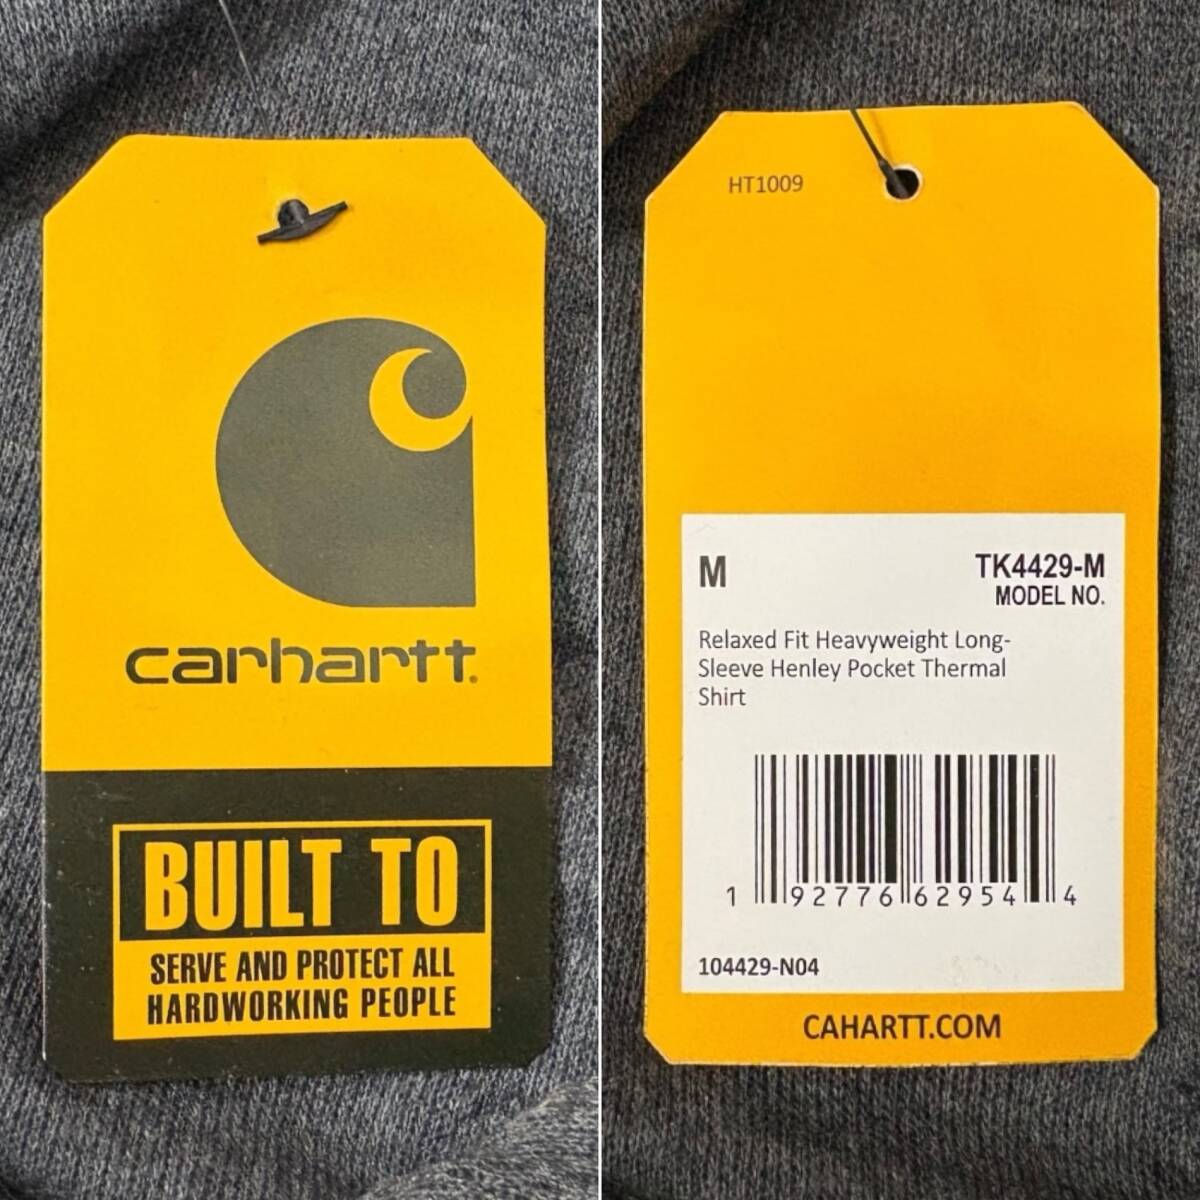 carhartt.
BUILT TO
SERVE AND PROTECT ALL
HARDWORKING PEOPLE
HT1009
M
TK4429-M
MODEL NO.
Relaxed Fit Heavyweight Long-
Sleeve Henley Pocket Thermal
Shirt
1 92776 62954 4
104429-N04
CAHARTT.COM